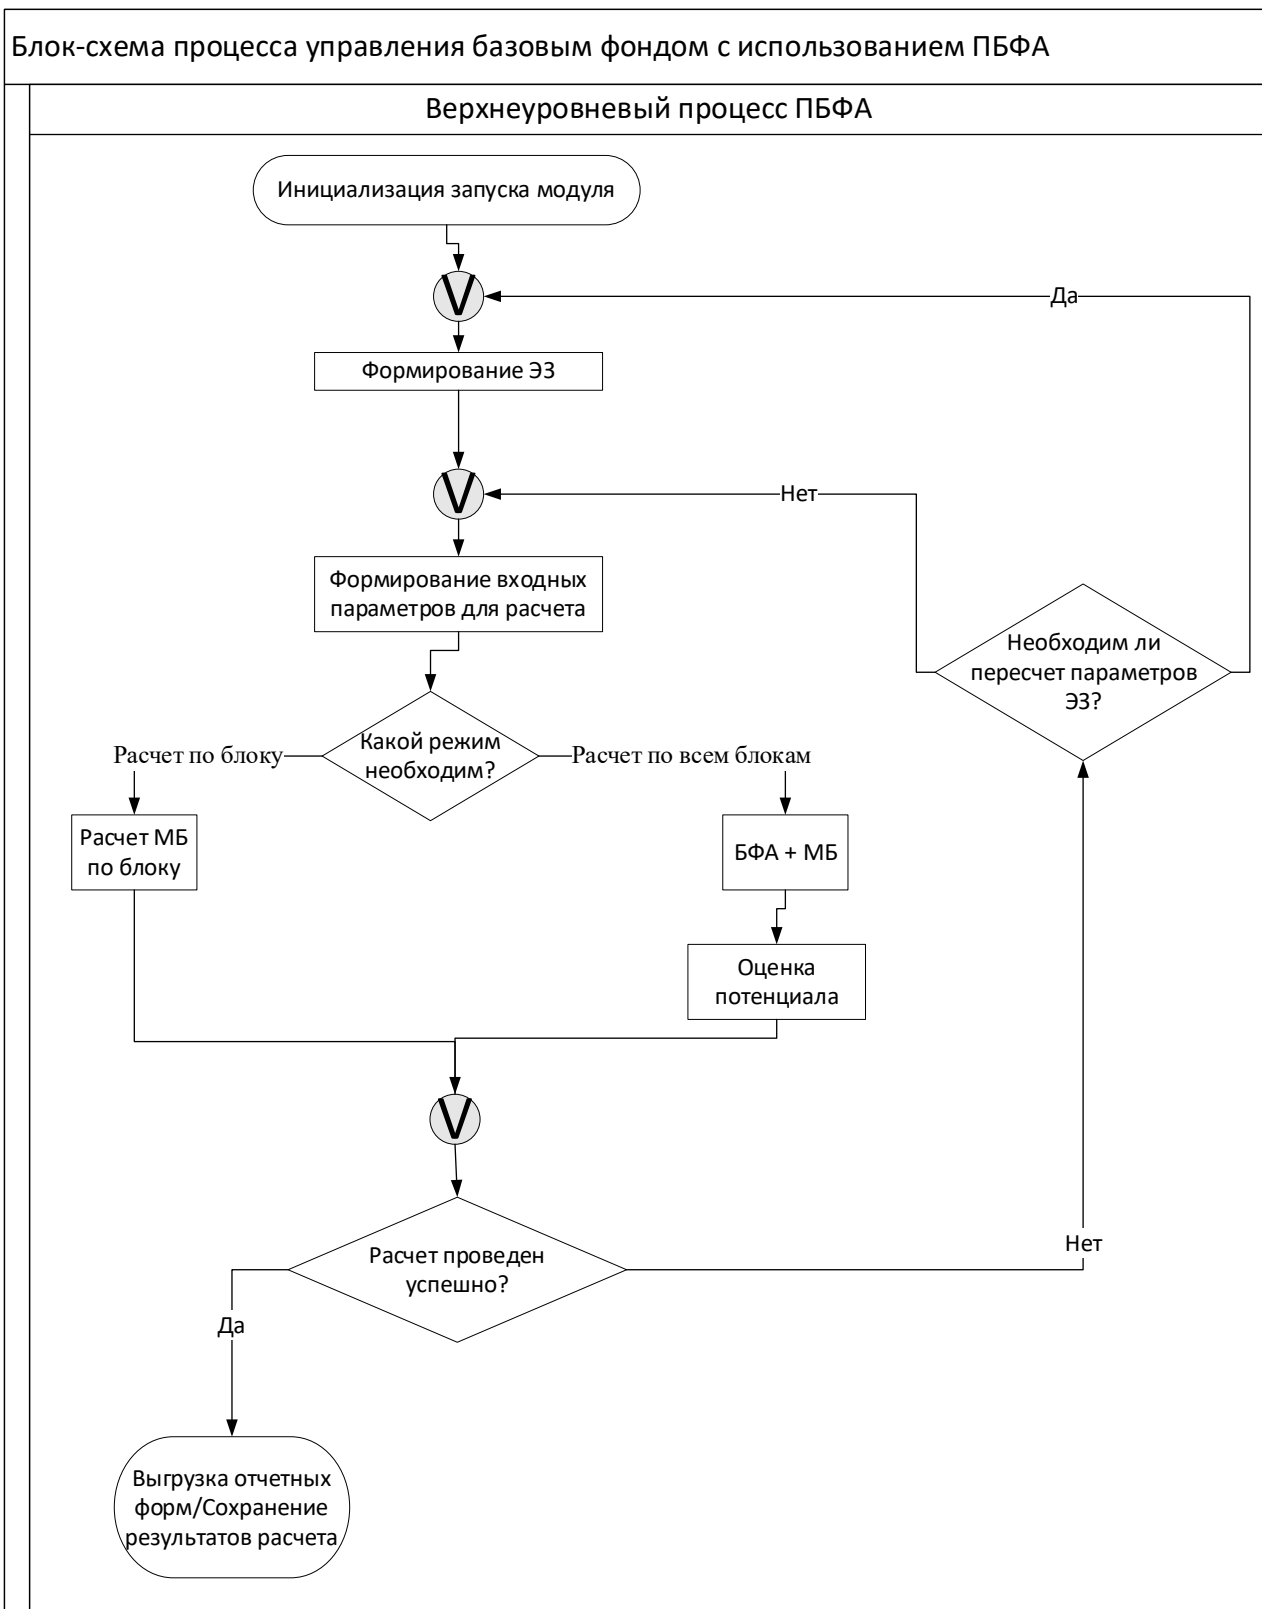 Блок-схема процесса управления базовым фондом с использованием ПБФА
Верхнеуровневый процесс ПБФА
Инициализация запуска модуля
V
Да
Формирование ЭЗ
V
Нет
Формирование входных
параметров для расчета
Необходим ли
пересчет параметров
ЭЗ?
Какой режим
необходим?
Расчет по блоку
Расчет по всем блокам
Расчет МБ
по блоку
БФА + МБ
Оценка
потенциала
V
Расчет проведен
успешно?
Нет
Да
Выгрузка отчетных
форм/Сохранение
результатов расчета